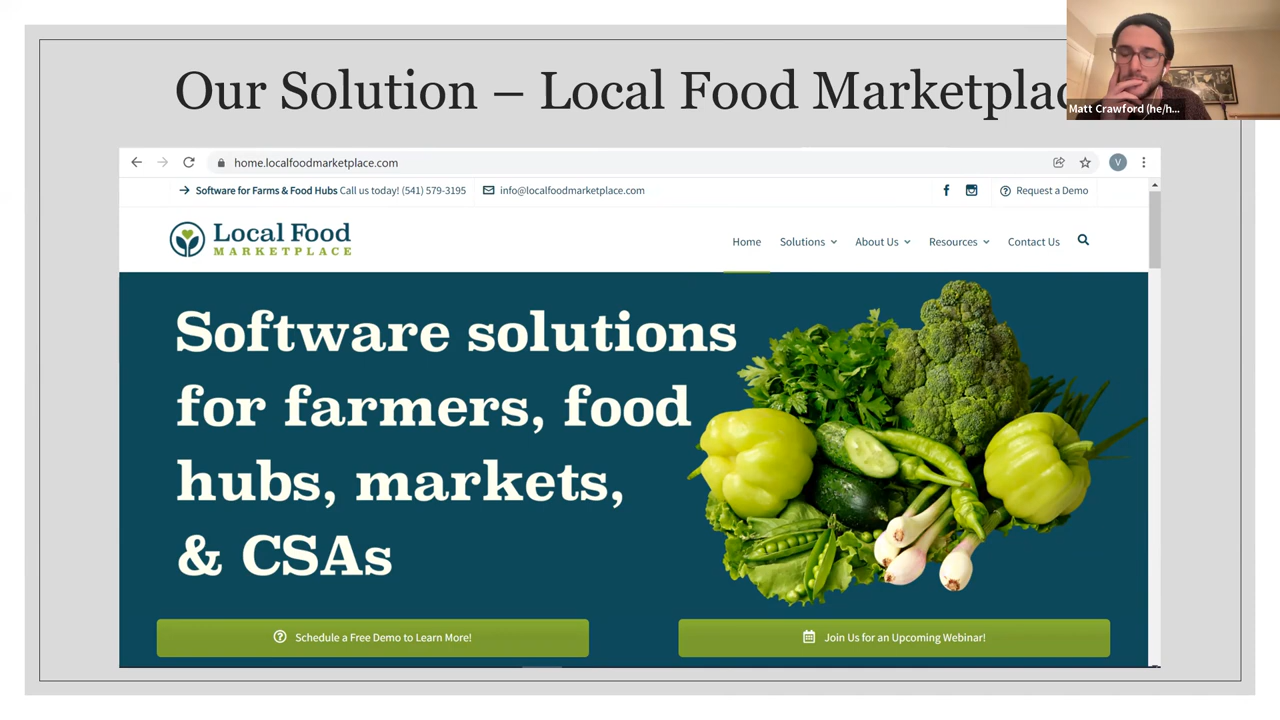 Our Solution – Local Food Marketplac
Matt Crawford (he/h...
home.localfoodmarketplace.com
V
Software for Farms & Food Hubs Call us today! (541) 579-3195
info@localfoodmarketplace.com
Request a Demo
Local Food
MARKETPLACE
Home
Solutions
About Us
Resources
Contact Us
Software solutions
for farmers, food
hubs, markets,
& CSAs
Schedule a Free Demo to Learn More!
Join Us for an Upcoming Webinar!